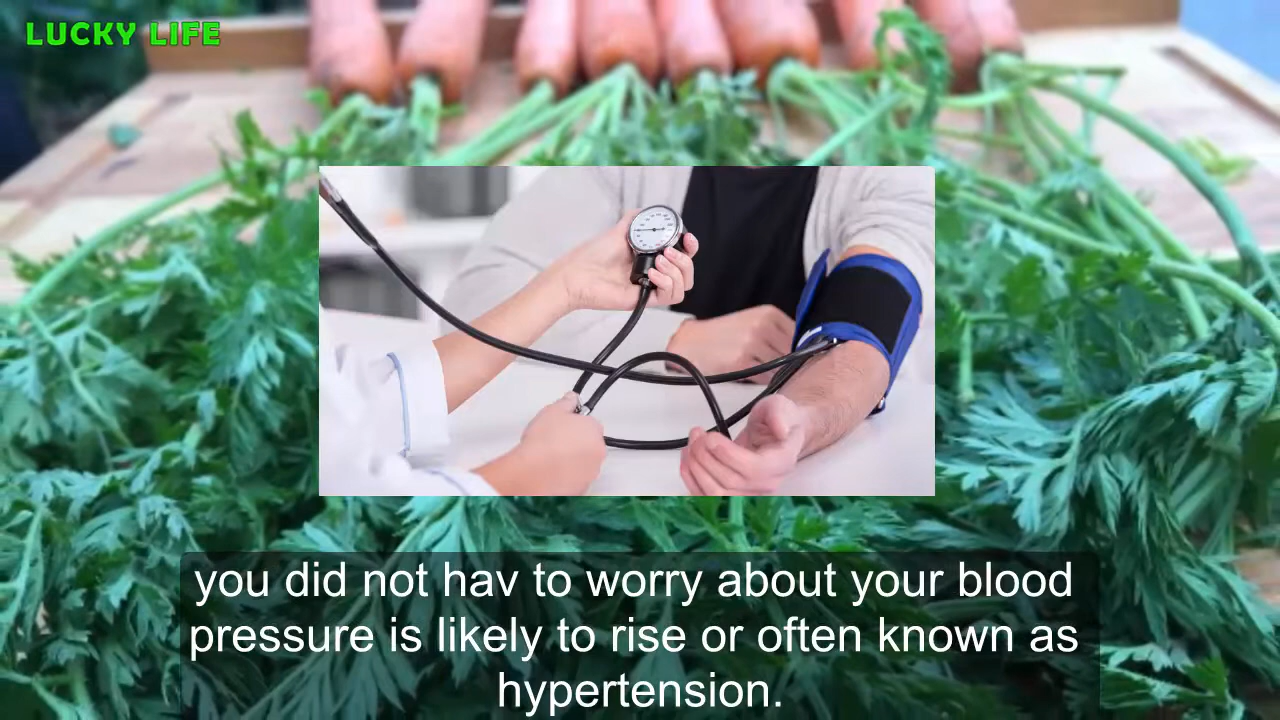 LUCKY LIFE
you did not hav to worry about your blood
pressure is likely to rise or often known as
hypertension.